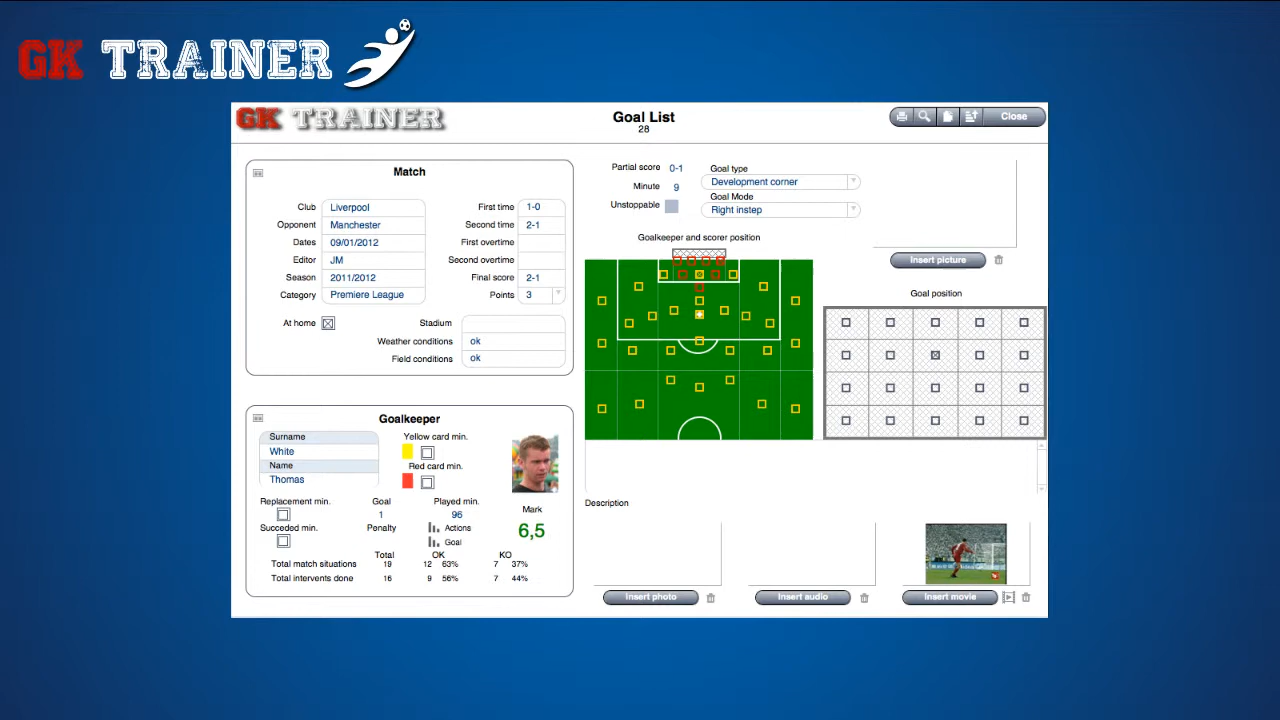 GK TRAINER
GK TRAINER
Goal List
28
Close
Match
Club Liverpool
Opponent Manchester
Dates 09/01/2012
Editor JM
Season 2011/2012
Category Premiere League
First time 1-0
Second time 2-1
First overtime
Second overtime
Final score 2-1
Points 3
At home
Stadium
Weather conditions ok
Field conditions ok
Goalkeeper
Surname
White
Name
Thomas
Yellow card min.
Red card min.
Replacement min.
Goal
1
Played min.
96
Mark
6,5
Succeded min.
Penalty
Actions
Goal
Total OK KO
Total match situations 19 12 63% 7 37%
Total intervents done 16 9 56% 7 44%
Partial score 0-1
Minute 9
Unstoppable
Goal type
Development corner
Goal Mode
Right instep
Goalkeeper and scorer position
Insert picture
Goal position
Description
Insert photo
Insert audio
Insert movie